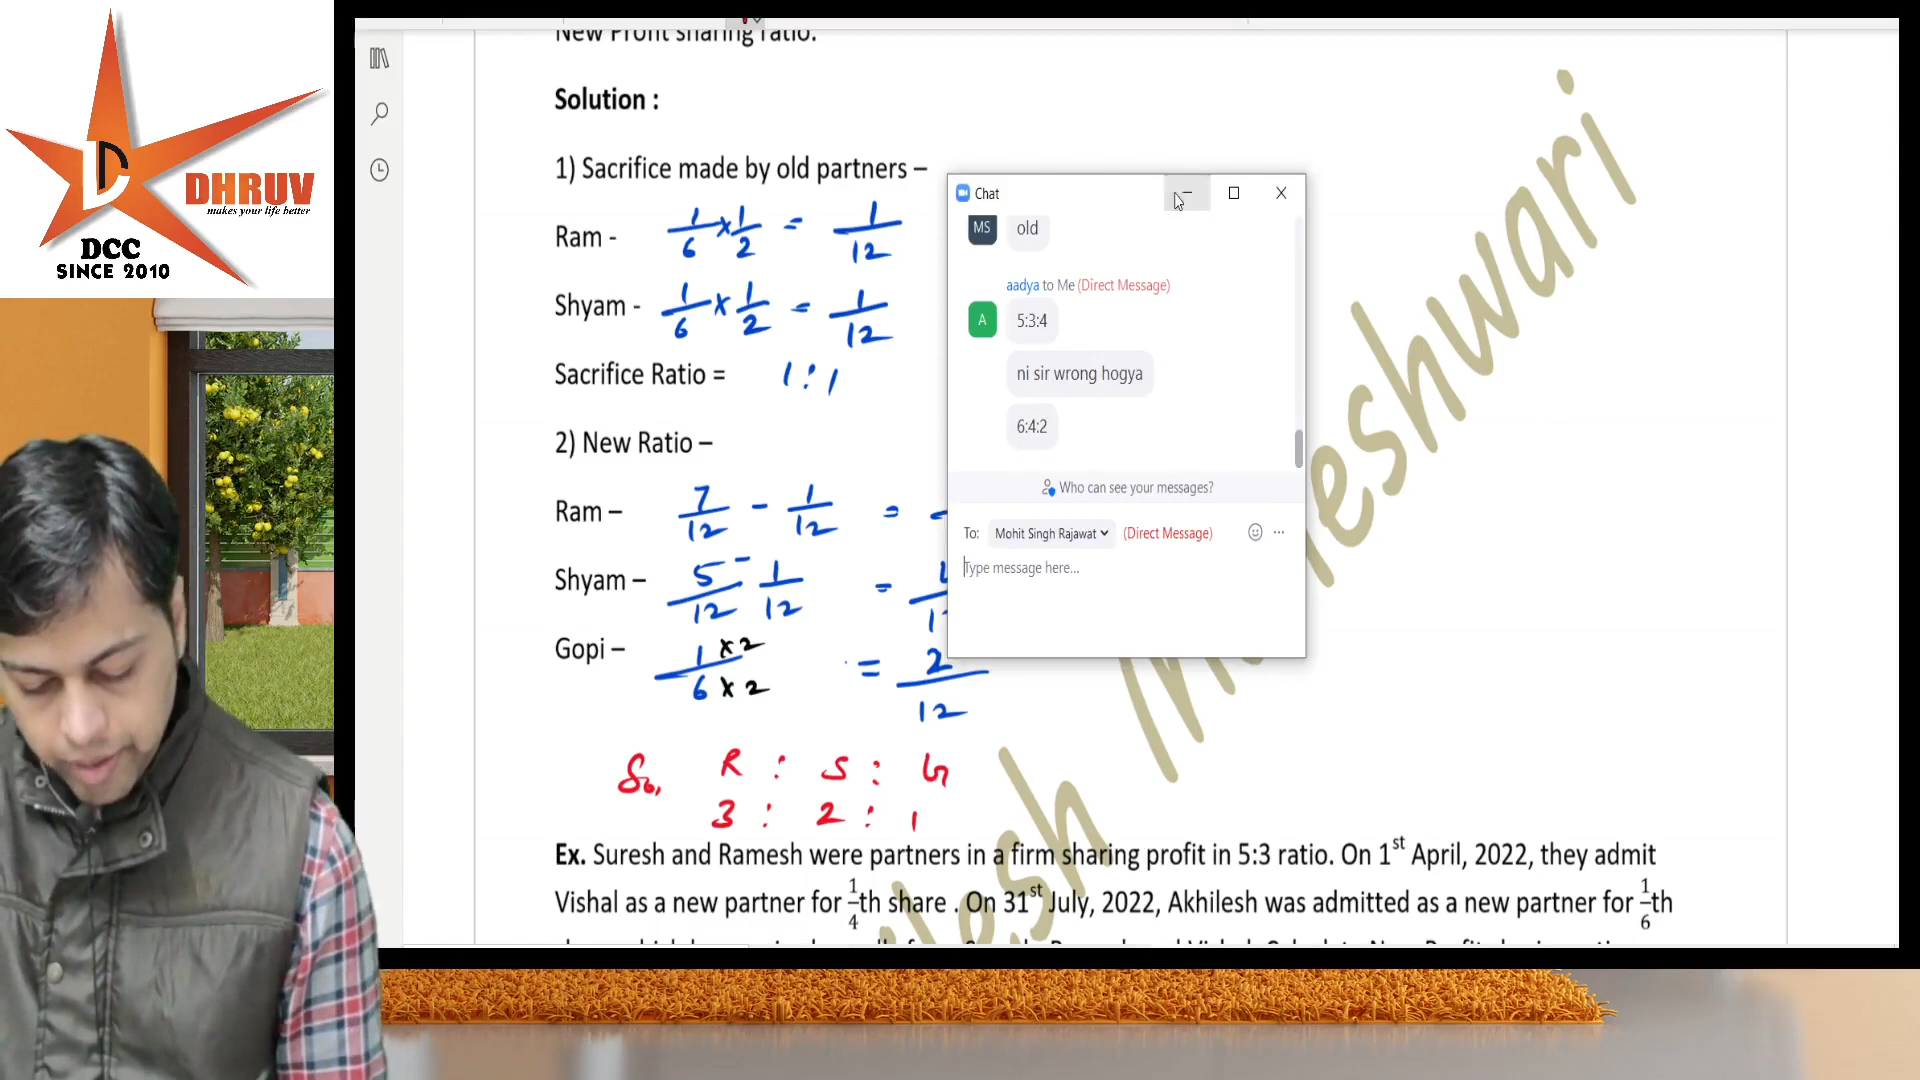 DHRUV
makes your life better
DCC
SINCE 2010
New Profit sharing ratio.
Solution :
1) Sacrifice made by old partners –
Ram - 1/6 × 1/2 = 1/12
Shyam - 1/6 × 1/2 = 1/12
Sacrifice Ratio = 1 : 1
2) New Ratio –
Ram – 7/12 - 1/12 =
Shyam – 5/12 - 1/12 =
Gopi – 1×2/6×2 = 2/12
So, R : S : G
3 : 2 : 1
Ex. Suresh and Ramesh were partners in a firm sharing profit in 5:3 ratio. On 1st April, 2022, they admit
Vishal as a new partner for 1/4th share . On 31st July, 2022, Akhilesh was admitted as a new partner for 1/6th
Chat
MS
old
aadya to Me (Direct Message)
A
5:3:4
ni sir wrong hogya
6:4:2
Who can see your messages?
To: Mohit Singh Rajawat (Direct Message)
Type message here...